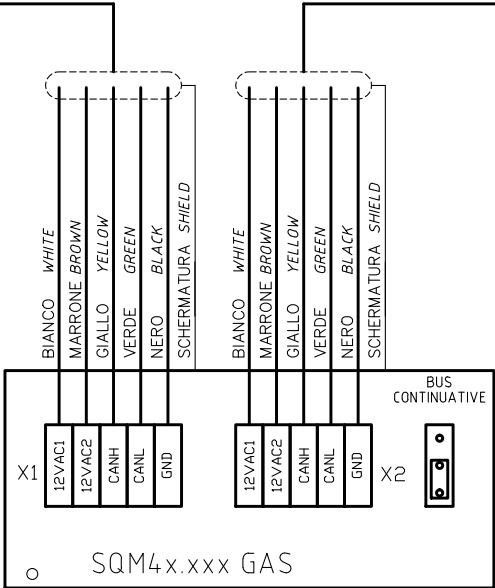 BIANCO WHITE
MARRONE BROWN
GIALLO YELLOW
VERDE GREEN
NERO BLACK
SCHERMATURA SHIELD
BIANCO WHITE
MARRONE BROWN
GIALLO YELLOW
VERDE GREEN
NERO BLACK
SCHERMATURA SHIELD
BUS
CONTINUATIVE
X1
12VAC1
12VAC2
CANH
CANL
GND
12VAC1
12VAC2
CANH
CANL
GND
X2
SQM4x.xxx GAS